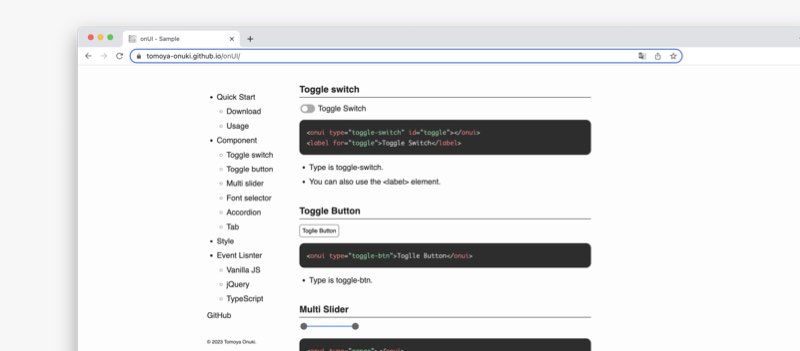 onUI - Sample
tomoya-onuki.github.io/onUI/
Quick Start
Download
Usage
Component
Toggle switch
Toggle button
Multi slider
Font selector
Accordion
Tab
Style
Event Lisnter
Vanilla JS
jQuery
TypeScript
GitHub
© 2023 Tomoya Onuki.
Toggle switch
Toggle Switch
<onui type="toggle-switch" id="toggle"></onui>
<label for="toggle">Toggle Switch</label>
Type is toggle-switch.
You can also use the <label> element.
Toggle Button
Toglle Button
<onui type="toggle-btn">Toglle Button</onui>
Type is toggle-btn.
Multi Slider